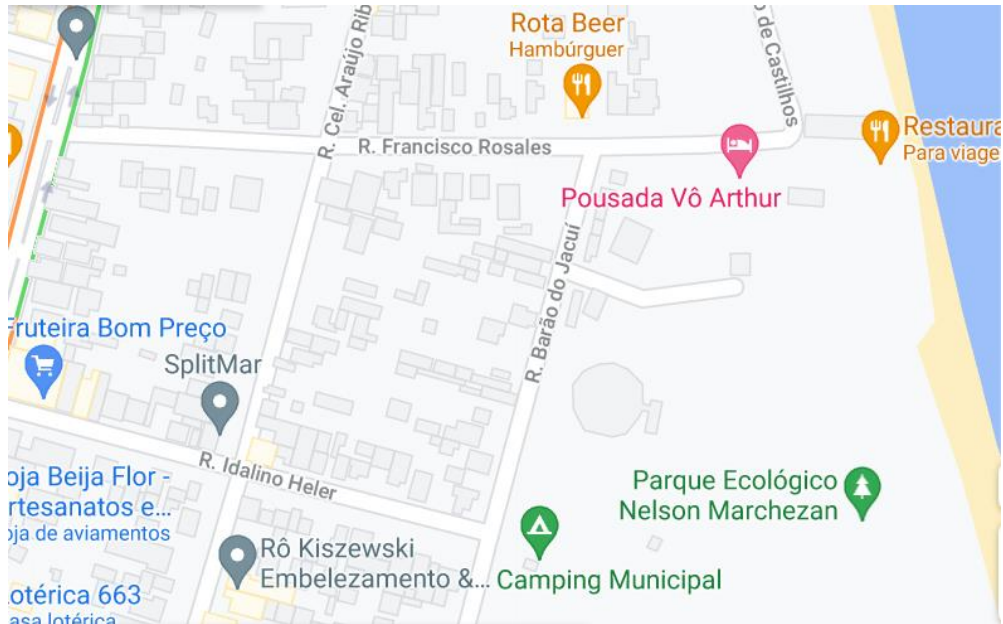 Rota Beer
Hambúrguer
o de Castilhos
R. Cel. Araújo Rib
R. Francisco Rosales
Restaura
Para viage
Pousada Vô Arthur
R. Barão do Jacuí
Fruteira Bom Preço
SplitMar
R. Idalino Heler
oja Beija Flor -
rtesanatos e...
oja de aviamentos
Parque Ecológico
Nelson Marchezan
Rô Kiszewski
Embelezamento &...
Camping Municipal
otérica 663
asa lotérica